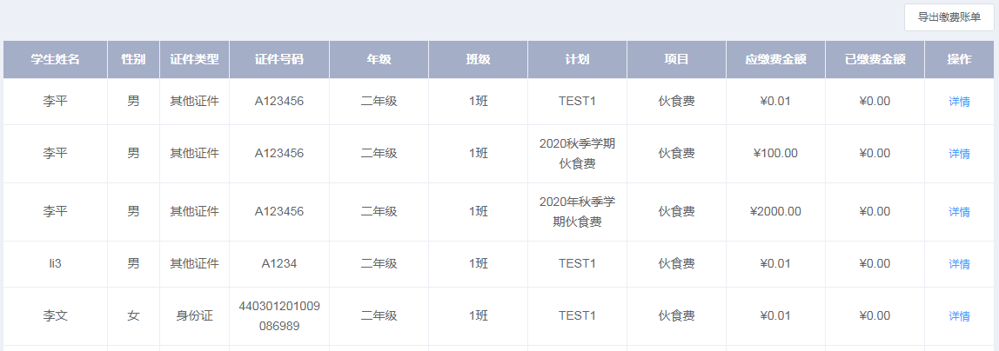 导出缴费账单
学生姓名 性别 证件类型 证件号码 年级 班级 计划 项目 应缴费金额 已缴费金额 操作
李平 男 其他证件 A123456 二年级 1班 TEST1 伙食费 ¥0.01 ¥0.00 详情
李平 男 其他证件 A123456 二年级 1班 2020秋季学期 伙食费 ¥100.00 ¥0.00 详情
伙食费
李平 男 其他证件 A123456 二年级 1班 2020年秋季学 伙食费 ¥2000.00 ¥0.00 详情
期伙食费
li3 男 其他证件 A1234 二年级 1班 TEST1 伙食费 ¥0.01 ¥0.00 详情
李文 女 身份证 440301201009 二年级 1班 TEST1 伙食费 ¥0.01 ¥0.00 详情
086989